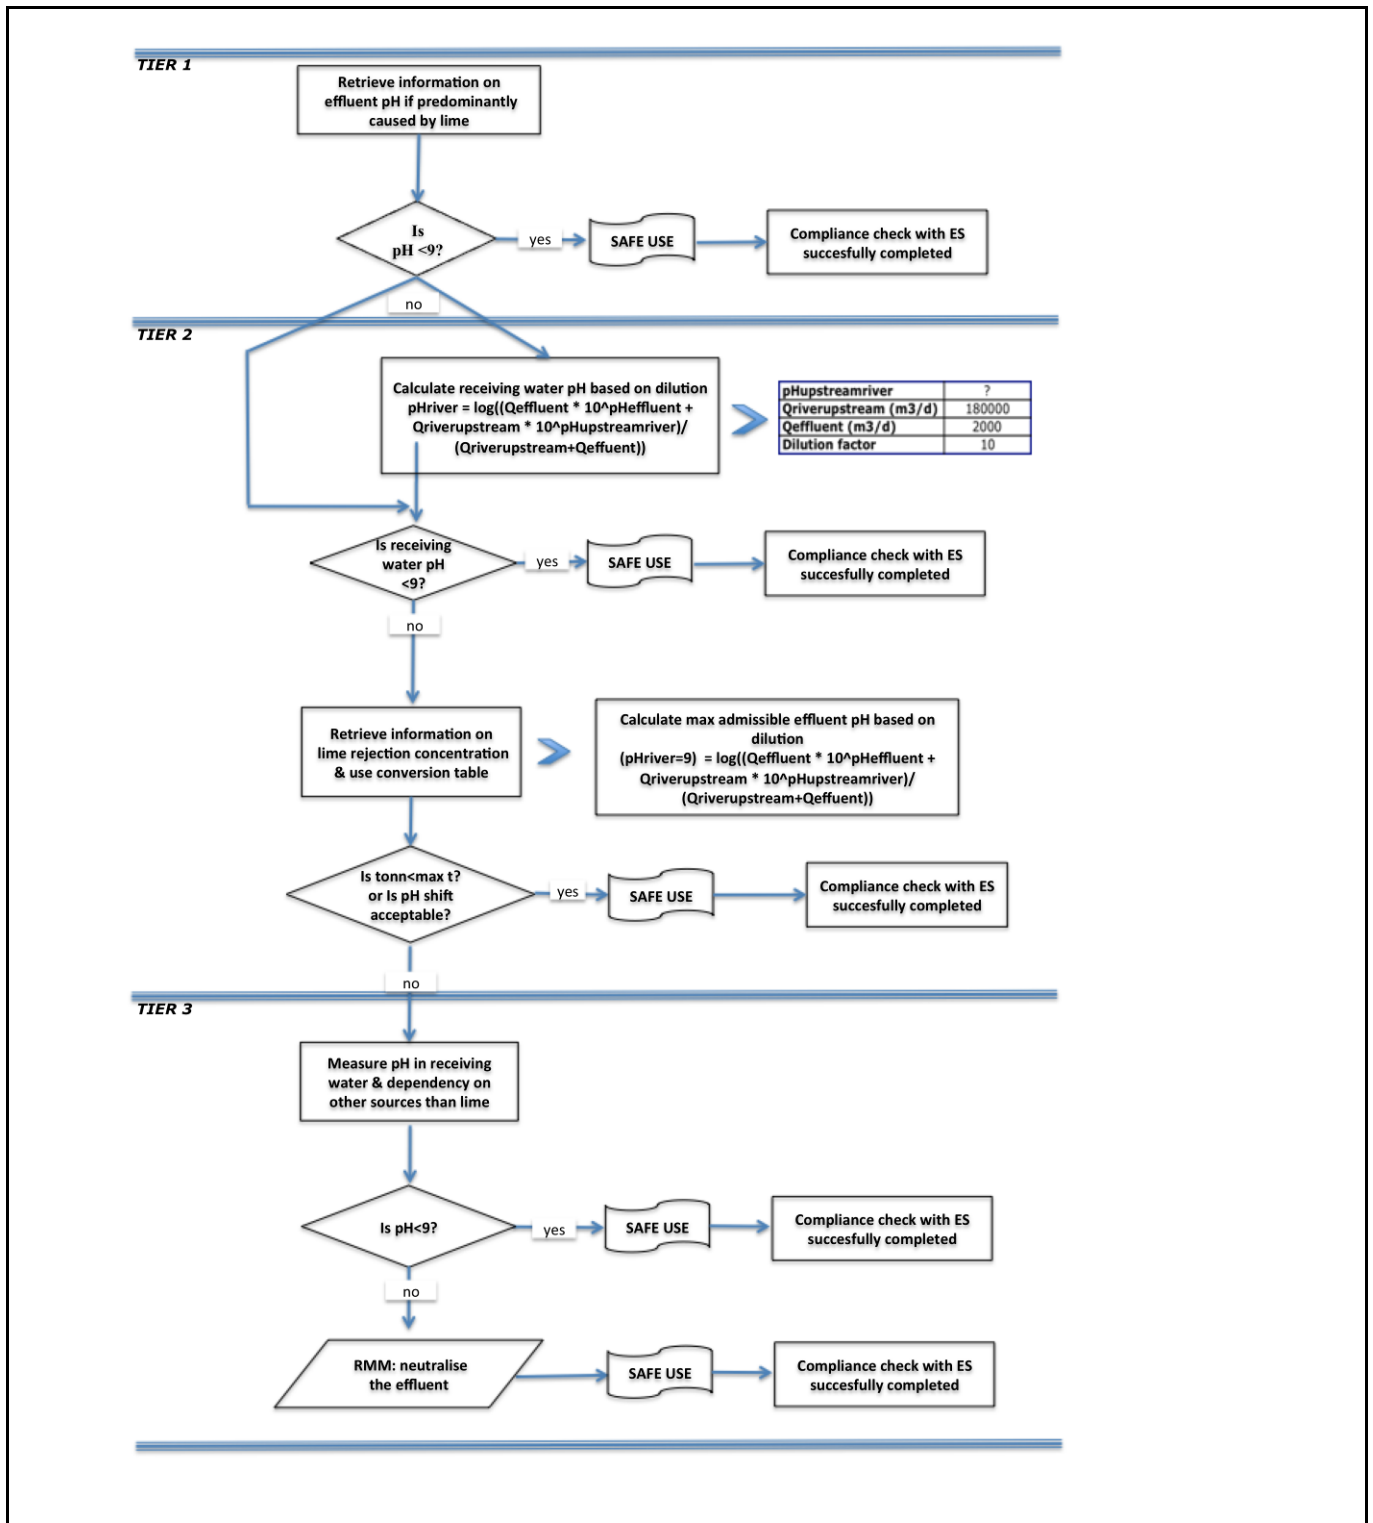 TIER 1
Retrieve information on
effluent pH if predominantly
caused by lime
Is
pH <9?
yes
SAFE USE
Compliance check with ES
succesfully completed
no
TIER 2
Calculate receiving water pH based on dilution
pHriver = log((Qeffluent * 10^pHeffluent +
Qriverupstream * 10^pHupstreamriver)/
(Qriverupstream+Qeffuent))
pHupstreamriver ?
Qriverupstream (m3/d) 180000
Qeffluent (m3/d) 2000
Dilution factor 10
Is receiving
water pH
<9?
yes
SAFE USE
Compliance check with ES
succesfully completed
no
Retrieve information on
lime rejection concentration
& use conversion table
Calculate max admissible effluent pH based on
dilution
(pHriver=9) = log((Qeffluent * 10^pHeffluent +
Qriverupstream * 10^pHupstreamriver)/
(Qriverupstream+Qeffuent))
Is tonn<max t?
or Is pH shift
acceptable?
yes
SAFE USE
Compliance check with ES
succesfully completed
no
TIER 3
Measure pH in receiving
water & dependency on
other sources than lime
Is pH<9?
yes
SAFE USE
Compliance check with ES
succesfully completed
no
RMM: neutralise
the effluent
SAFE USE
Compliance check with ES
succesfully completed